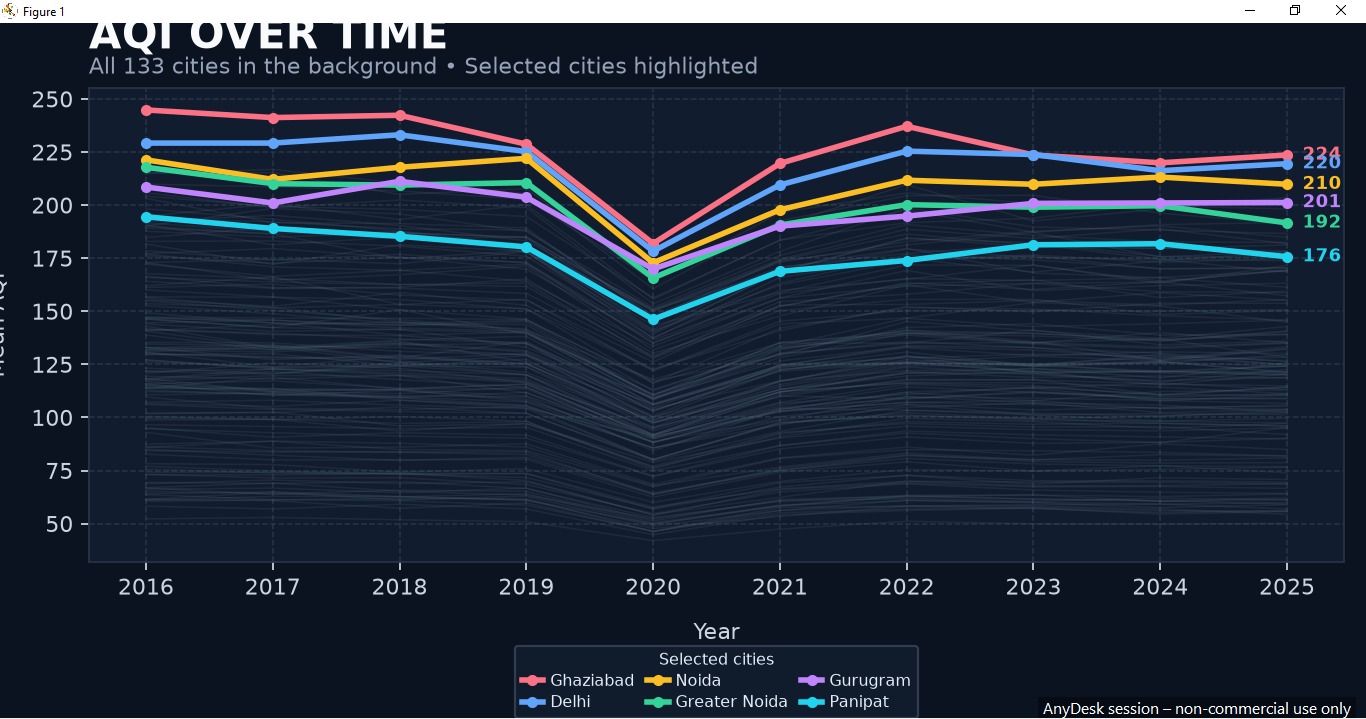 Figure 1
AQI OVER TIME
All 133 cities in the background • Selected cities highlighted
250
225
200
175
150
125
100
75
50
224
220
210
201
192
176
2016 2017 2018 2019 2020 2021 2022 2023 2024 2025
Year
Selected cities
Ghaziabad Noida Gurugram
Delhi Greater Noida Panipat
AnyDesk session – non-commercial use only